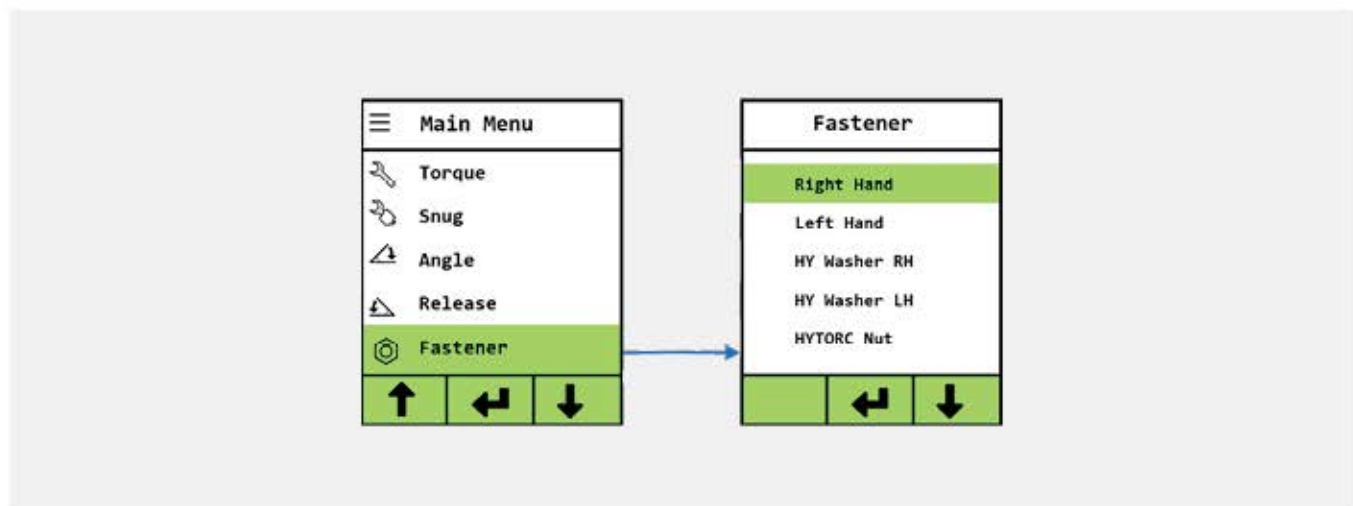 Main Menu
Torque
Snug
Angle
Release
Fastener
Fastener
Right Hand
Left Hand
HY Washer RH
HY Washer LH
HYTORC Nut